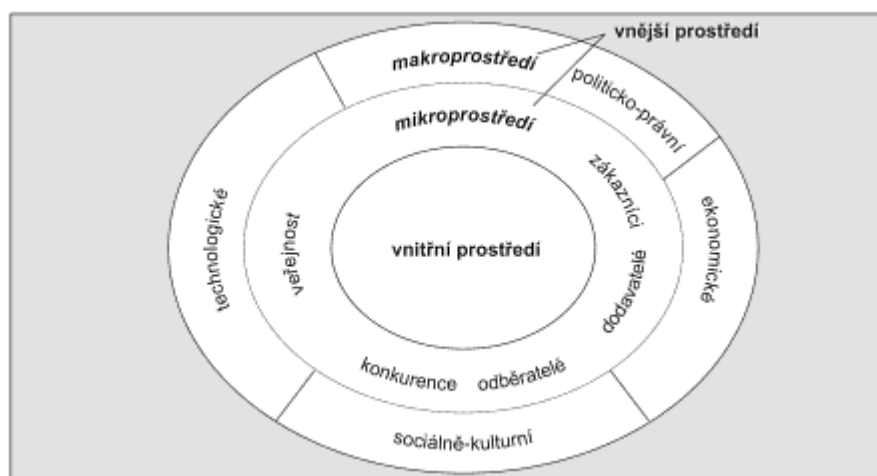 vnější prostředí
makroprostředí
politicko-právní
mikroprostředí
zákazníci
ekonomické
technologické
veřejnost
vnitřní prostředí
dodavatelé
konkurence
odběratelé
sociálně-kulturní